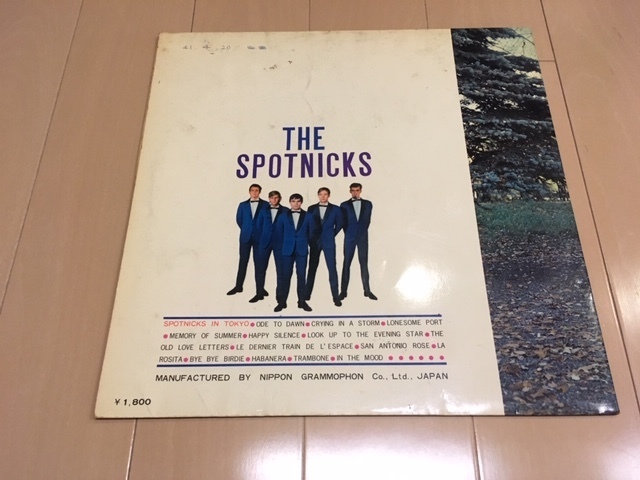 THE
SPOTNICKS
SPOTNICKS IN TOKYO●ODE TO DAWN●CRYING IN A STORM●LONESOME PORT
●MEMORY OF SUMMER●HAPPY SILENCE●LOOK UP TO THE EVENING STAR●THE
OLD LOVE LETTERS●LE DERNIER TRAIN DE L'ESPACE●SAN ANTONIO ROSE●LA
ROSITA●BYE BYE BIRDIE●HABANERA●TRAMBONE●IN THE MOOD ● ● ● ● ● ●
MANUFACTURED BY NIPPON GRAMMOPHON Co., Ltd., JAPAN
¥1,800